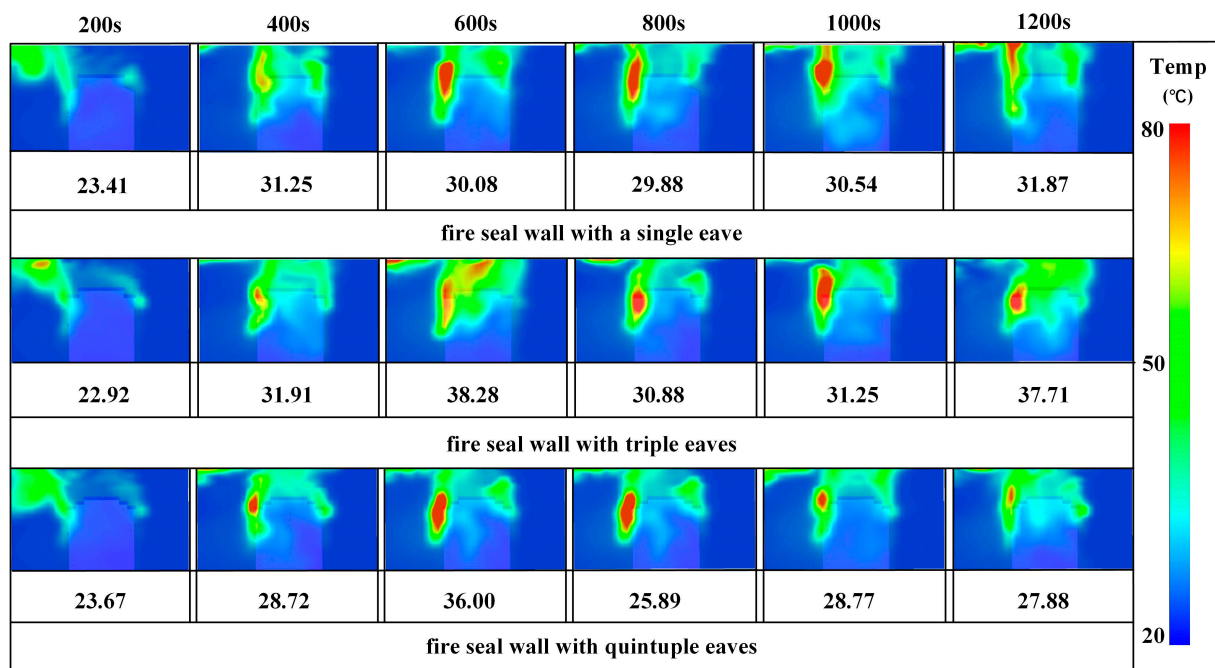 200s 400s 600s 800s 1000s 1200s
Temp
(℃)
80
23.41 31.25 30.08 29.88 30.54 31.87
fire seal wall with a single eave
50
22.92 31.91 38.28 30.88 31.25 37.71
fire seal wall with triple eaves
23.67 28.72 36.00 25.89 28.77 27.88
20
fire seal wall with quintuple eaves